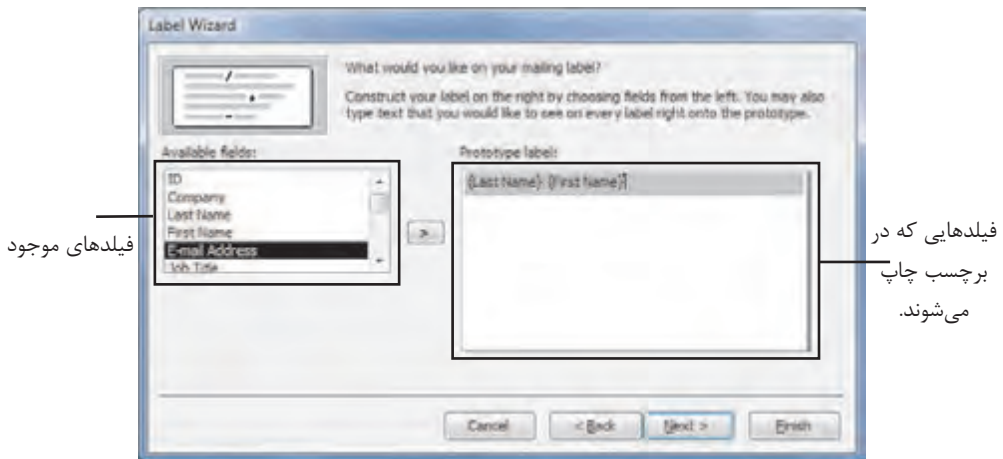 Label Wizard
What would you like on your mailing label?
Construct your label on the right by choosing fields from the left. You may also
type text that you would like to see on every label right onto the prototype.
Available fields:
ID
Company
Last Name
First Name
E-mail Address
Job Title
>
Prototype label:
{Last Name}: {First Name}
فیلدهای موجود
فیلدهایی که در
برچسب چاپ
می‌شوند.
Cancel
< Back
Next >
Finish